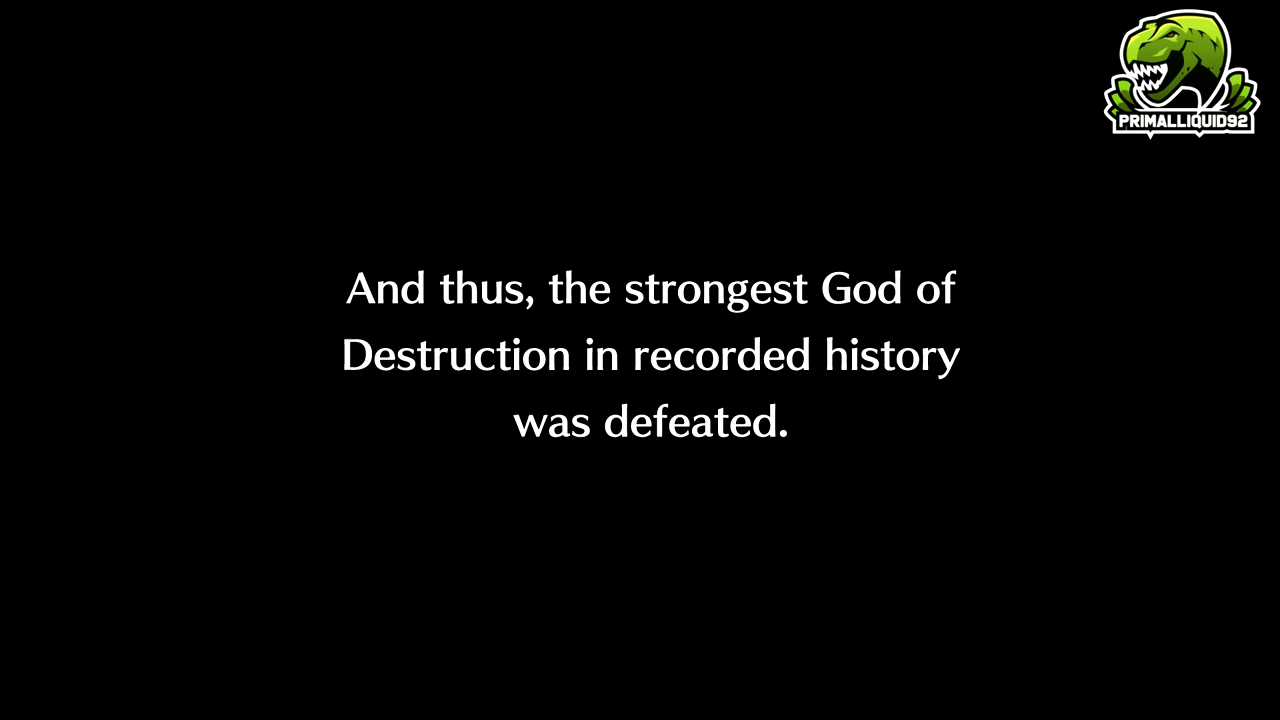 PRIMALLIQUID92
And thus, the strongest God of
Destruction in recorded history
was defeated.